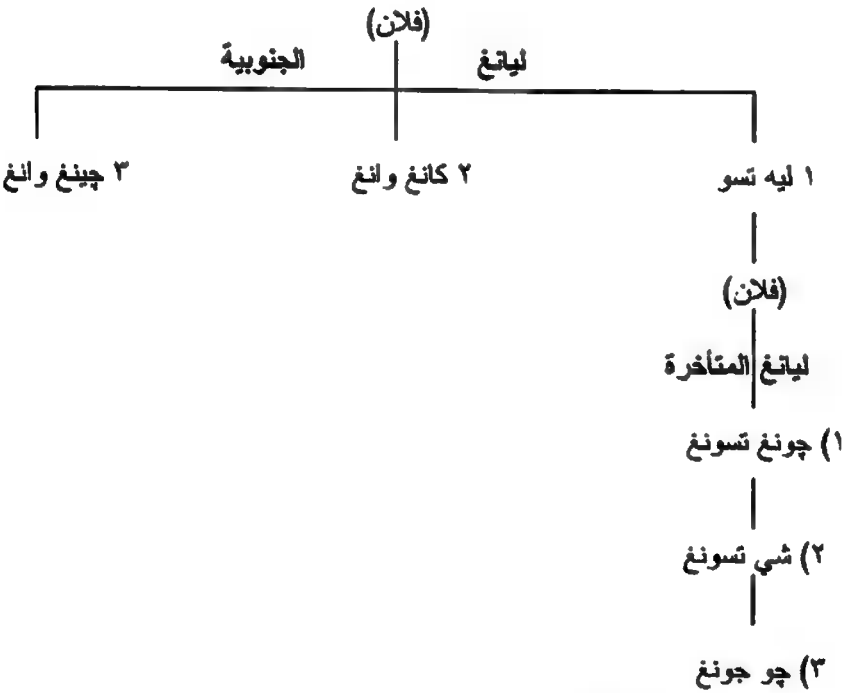 (فلان)
ليانغ الجنوبية
١ ليه تسو ٢ كانغ وانغ ٣ چينغ وانغ
(فلان)
ليانغ المتأخرة
١) چونغ تسونغ
٢) شي تسونغ
٣) چو جونغ